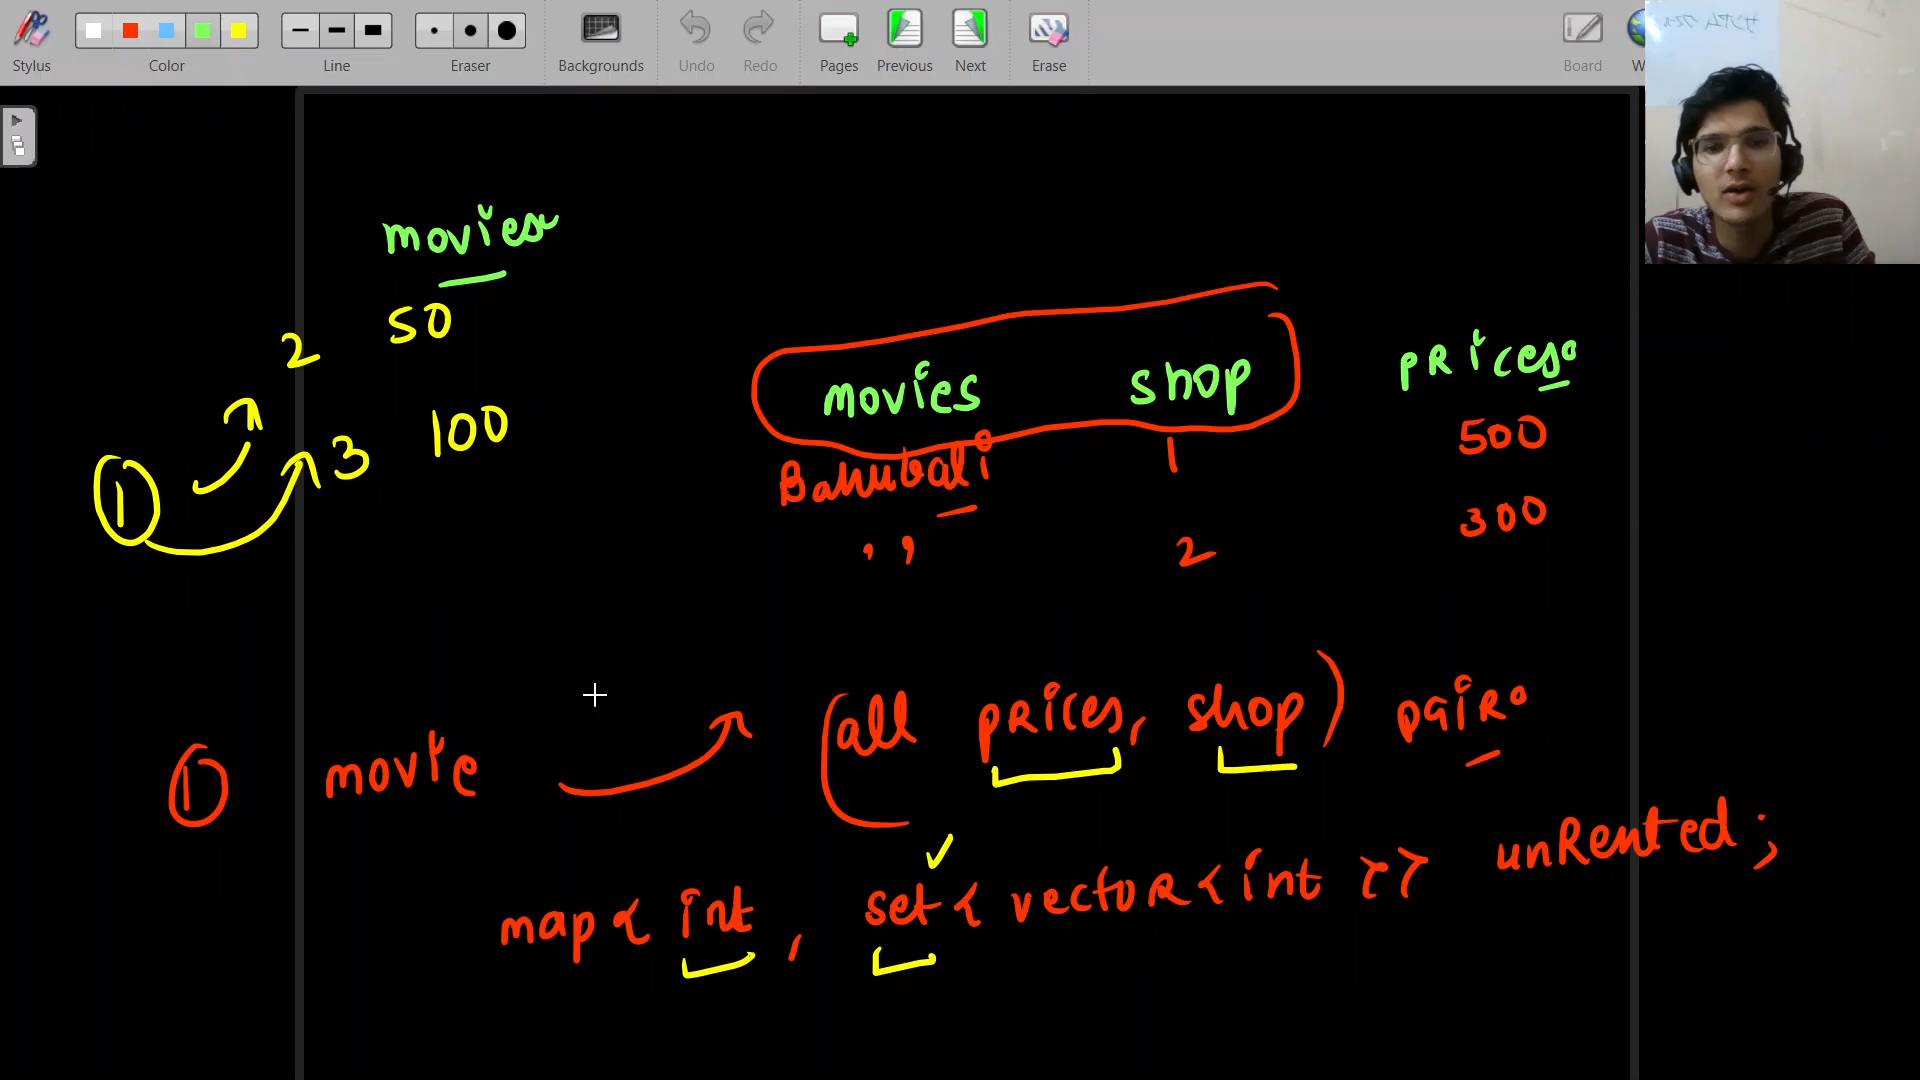 Stylus Color Line Eraser Backgrounds Undo Redo Pages Previous Next Erase Board
movies
2 50
1 3 100
movies shop prices
Bahubali 1 500
,, 2 300
1 movie (all prices, shop) pairs
map< int, set< vector< int >> unRented;